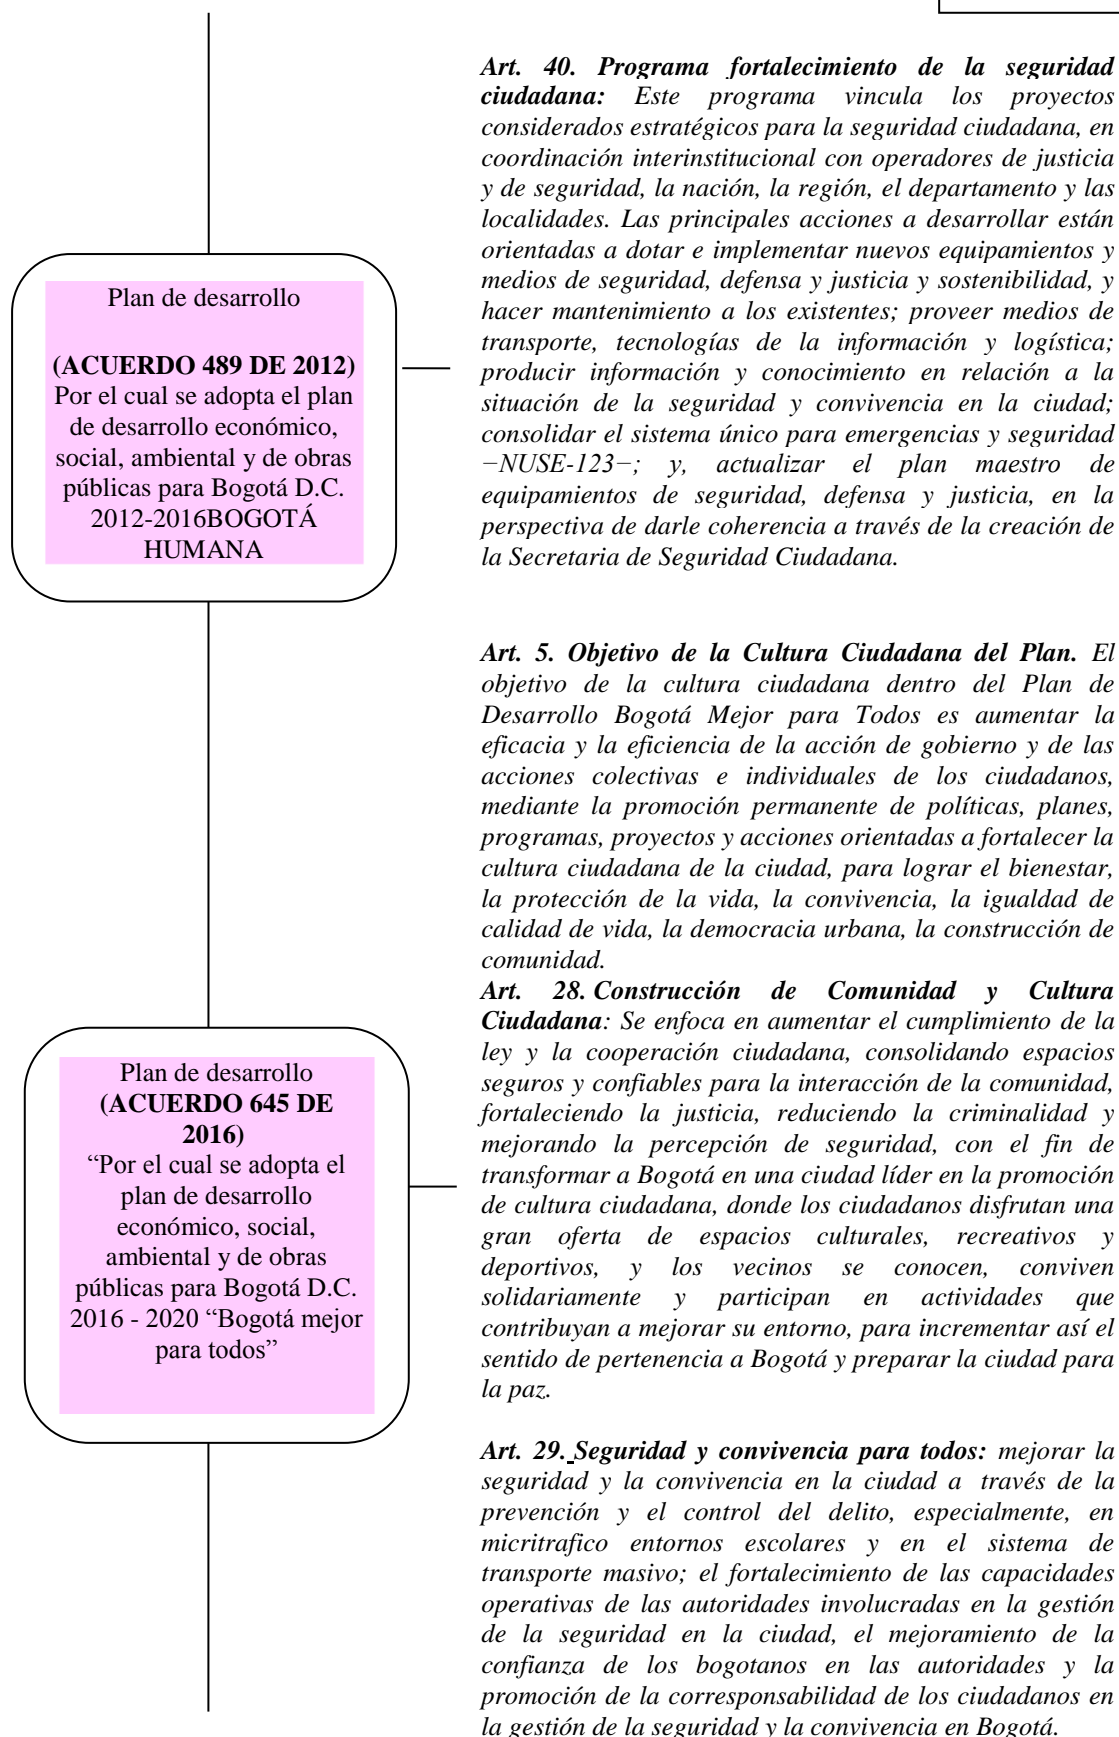 Art. 40. Programa fortalecimiento de la seguridad
ciudadana: Este programa vincula los proyectos
considerados estratégicos para la seguridad ciudadana, en
coordinación interinstitucional con operadores de justicia
y de seguridad, la nación, la región, el departamento y las
localidades. Las principales acciones a desarrollar están
orientadas a dotar e implementar nuevos equipamientos y
medios de seguridad, defensa y justicia y sostenibilidad, y
hacer mantenimiento a los existentes; proveer medios de
transporte, tecnologías de la información y logística;
producir información y conocimiento en relación a la
situación de la seguridad y convivencia en la ciudad;
consolidar el sistema único para emergencias y seguridad
−NUSE-123−; y, actualizar el plan maestro de
equipamientos de seguridad, defensa y justicia, en la
perspectiva de darle coherencia a través de la creación de
la Secretaria de Seguridad Ciudadana.
Plan de desarrollo
(ACUERDO 489 DE 2012)
Por el cual se adopta el plan
de desarrollo económico,
social, ambiental y de obras
públicas para Bogotá D.C.
2012-2016BOGOTÁ
HUMANA
Art. 5. Objetivo de la Cultura Ciudadana del Plan. El
objetivo de la cultura ciudadana dentro del Plan de
Desarrollo Bogotá Mejor para Todos es aumentar la
eficacia y la eficiencia de la acción de gobierno y de las
acciones colectivas e individuales de los ciudadanos,
mediante la promoción permanente de políticas, planes,
programas, proyectos y acciones orientadas a fortalecer la
cultura ciudadana de la ciudad, para lograr el bienestar,
la protección de la vida, la convivencia, la igualdad de
calidad de vida, la democracia urbana, la construcción de
comunidad.
Art. 28. Construcción de Comunidad y Cultura
Ciudadana: Se enfoca en aumentar el cumplimiento de la
ley y la cooperación ciudadana, consolidando espacios
seguros y confiables para la interacción de la comunidad,
fortaleciendo la justicia, reduciendo la criminalidad y
mejorando la percepción de seguridad, con el fin de
transformar a Bogotá en una ciudad líder en la promoción
de cultura ciudadana, donde los ciudadanos disfrutan una
gran oferta de espacios culturales, recreativos y
deportivos, y los vecinos se conocen, conviven
solidariamente y participan en actividades que
contribuyan a mejorar su entorno, para incrementar así el
sentido de pertenencia a Bogotá y preparar la ciudad para
la paz.
Plan de desarrollo
(ACUERDO 645 DE
2016)
“Por el cual se adopta el
plan de desarrollo
económico, social,
ambiental y de obras
públicas para Bogotá D.C.
2016 - 2020 “Bogotá mejor
para todos”
Art. 29. Seguridad y convivencia para todos: mejorar la
seguridad y la convivencia en la ciudad a través de la
prevención y el control del delito, especialmente, en
micritrafico entornos escolares y en el sistema de
transporte masivo; el fortalecimiento de las capacidades
operativas de las autoridades involucradas en la gestión
de la seguridad en la ciudad, el mejoramiento de la
confianza de los bogotanos en las autoridades y la
promoción de la corresponsabilidad de los ciudadanos en
la gestión de la seguridad y la convivencia en Bogotá.